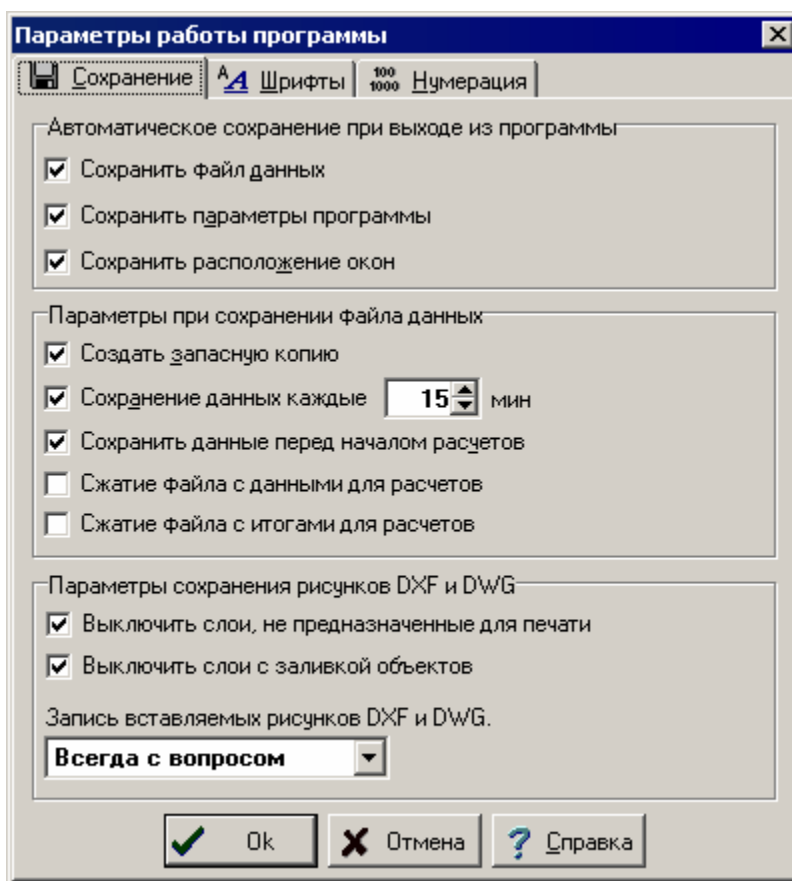 Параметры работы программы
Сохранение АА Шрифты 100 1000 Нумерация
Автоматическое сохранение при выходе из программы
Сохранить файл данных
Сохранить параметры программы
Сохранить расположение окон
Параметры при сохранении файла данных
Создать запасную копию
Сохранение данных каждые 15 мин
Сохранить данные перед началом расчетов
Сжатие файла с данными для расчетов
Сжатие файла с итогами для расчетов
Параметры сохранения рисунков DXF и DWG
Выключить слои, не предназначенные для печати
Выключить слои с заливкой объектов
Запись вставляемых рисунков DXF и DWG.
Всегда с вопросом
Ok Отмена ? Справка